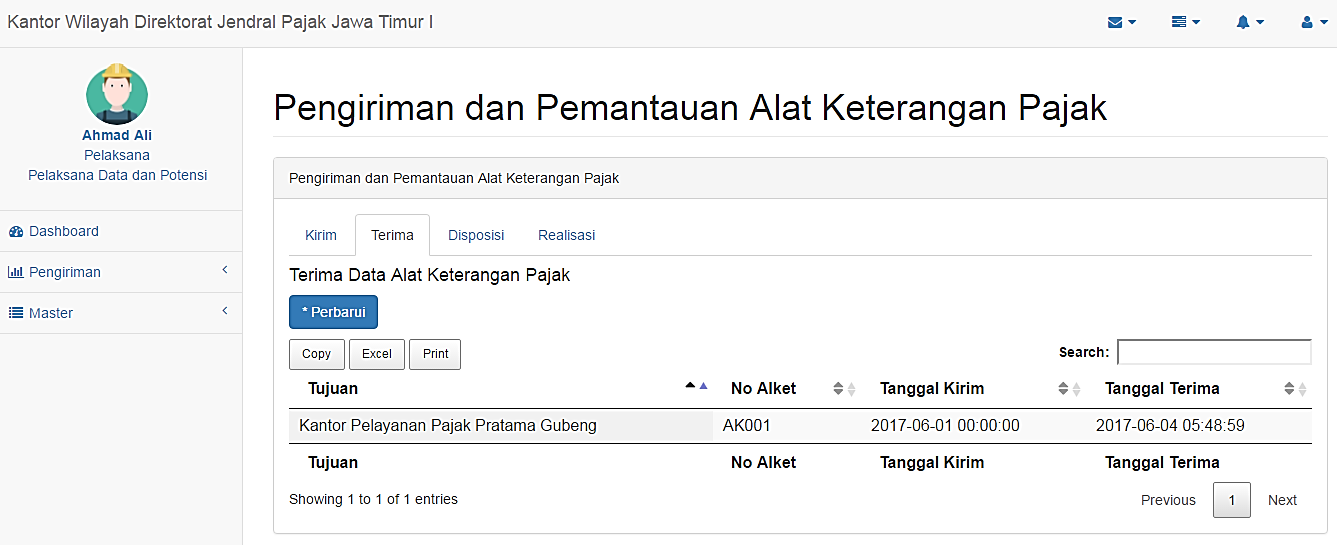 Kantor Wilayah Direktorat Jendral Pajak Jawa Timur I
Ahmad Ali
Pelaksana
Pelaksana Data dan Potensi
Dashboard
Pengiriman
Master
Pengiriman dan Pemantauan Alat Keterangan Pajak
Pengiriman dan Pemantauan Alat Keterangan Pajak
Kirim Terima Disposisi Realisasi
Terima Data Alat Keterangan Pajak
* Perbarui
Copy Excel Print Search:
Tujuan No Alket Tanggal Kirim Tanggal Terima
Kantor Pelayanan Pajak Pratama Gubeng AK001 2017-06-01 00:00:00 2017-06-04 05:48:59
Tujuan No Alket Tanggal Kirim Tanggal Terima
Showing 1 to 1 of 1 entries Previous 1 Next